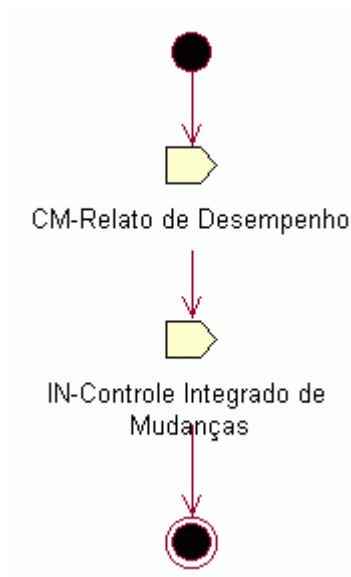 CM-Relato de Desempenho
IN-Controle Integrado de
Mudanças